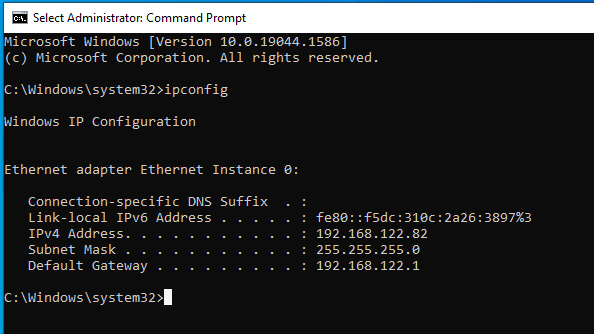 Select Administrator: Command Prompt
Microsoft Windows [Version 10.0.19044.1586]
(c) Microsoft Corporation. All rights reserved.
C:\Windows\system32>ipconfig
Windows IP Configuration
Ethernet adapter Ethernet Instance 0:
   Connection-specific DNS Suffix  . :
   Link-local IPv6 Address . . . . . : fe80::f5dc:310c:2a26:3897%3
   IPv4 Address. . . . . . . . . . . : 192.168.122.82
   Subnet Mask . . . . . . . . . . . : 255.255.255.0
   Default Gateway . . . . . . . . . : 192.168.122.1
C:\Windows\system32>